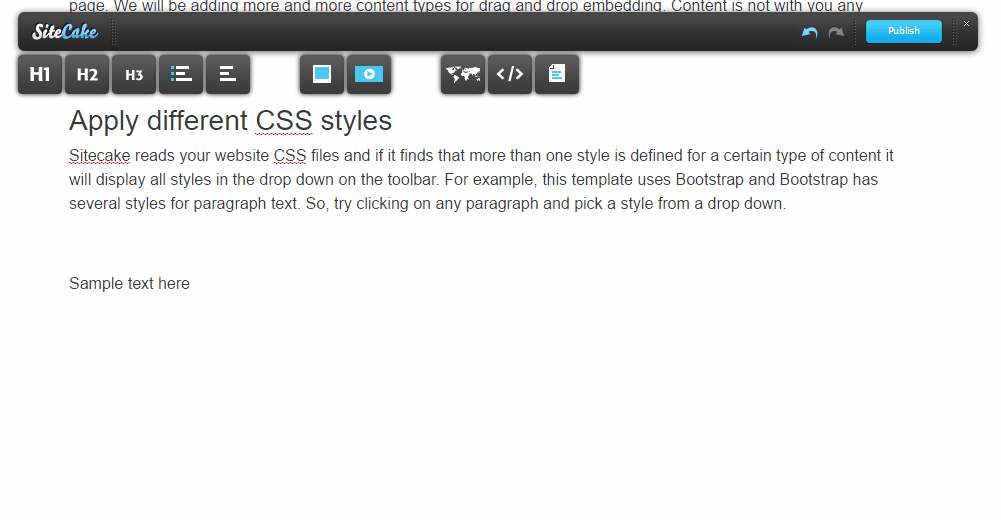 page. We will be adding more and more content types for drag and drop embedding. Content is not with you any
SiteCake
Publish
H1 H2 H3
Apply different CSS styles
Sitecake reads your website CSS files and if it finds that more than one style is defined for a certain type of content it
will display all styles in the drop down on the toolbar. For example, this template uses Bootstrap and Bootstrap has
several styles for paragraph text. So, try clicking on any paragraph and pick a style from a drop down.
Sample text here